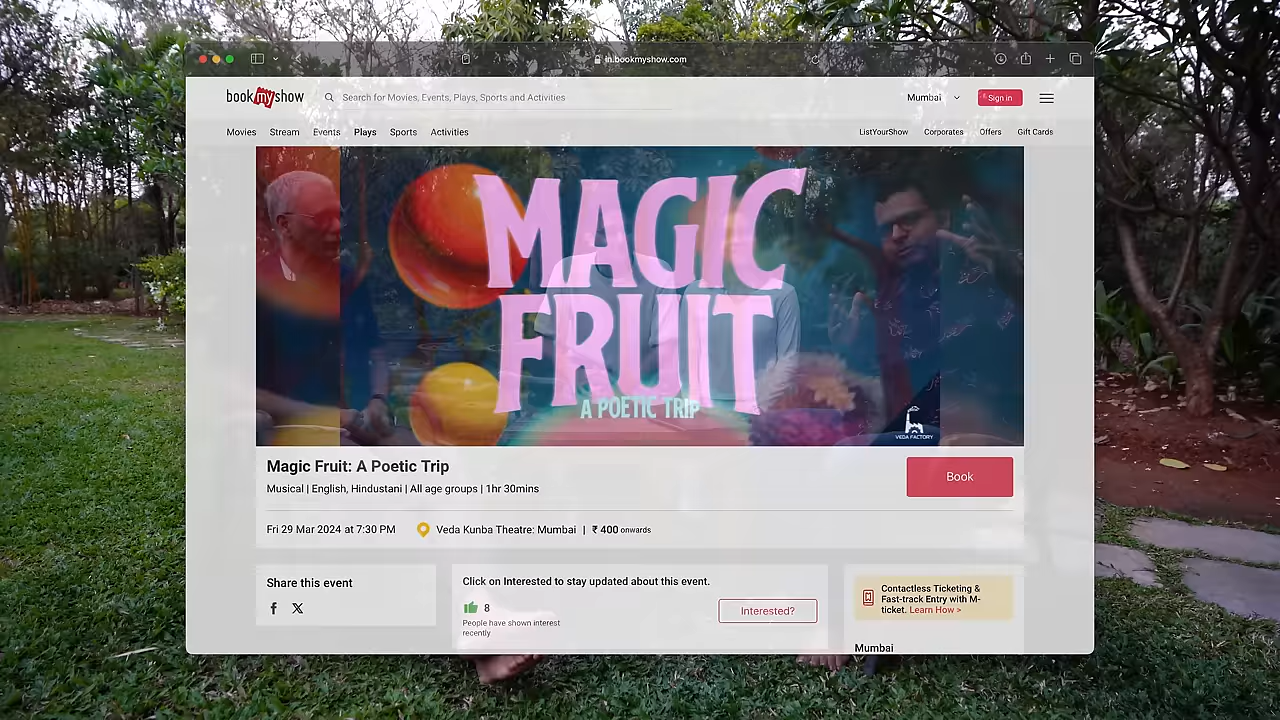 in.bookmyshow.com
bookmyshow
Search for Movies, Events, Plays, Sports and Activities
Mumbai
Sign in
Movies Stream Events Plays Sports Activities
ListYourShow Corporates Offers Gift Cards
MAGIC
FRUIT
A POETIC TRIP
VEDA FACTORY
Magic Fruit: A Poetic Trip
Book
Musical | English, Hindustani | All age groups | 1hr 30mins
Fri 29 Mar 2024 at 7:30 PM
Veda Kunba Theatre: Mumbai | ₹ 400 onwards
Share this event
Click on Interested to stay updated about this event.
8
People have shown interest
recently
Interested?
Contactless Ticketing &
Fast-track Entry with M-
ticket. Learn How >
Mumbai